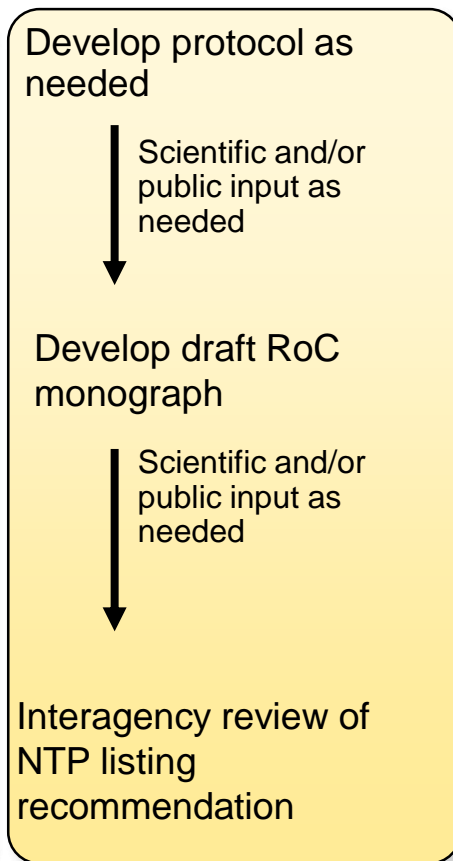 Develop protocol as
needed
Scientific and/or
public input as
needed
Develop draft RoC
monograph
Scientific and/or
public input as
needed
Interagency review of
NTP listing
recommendation